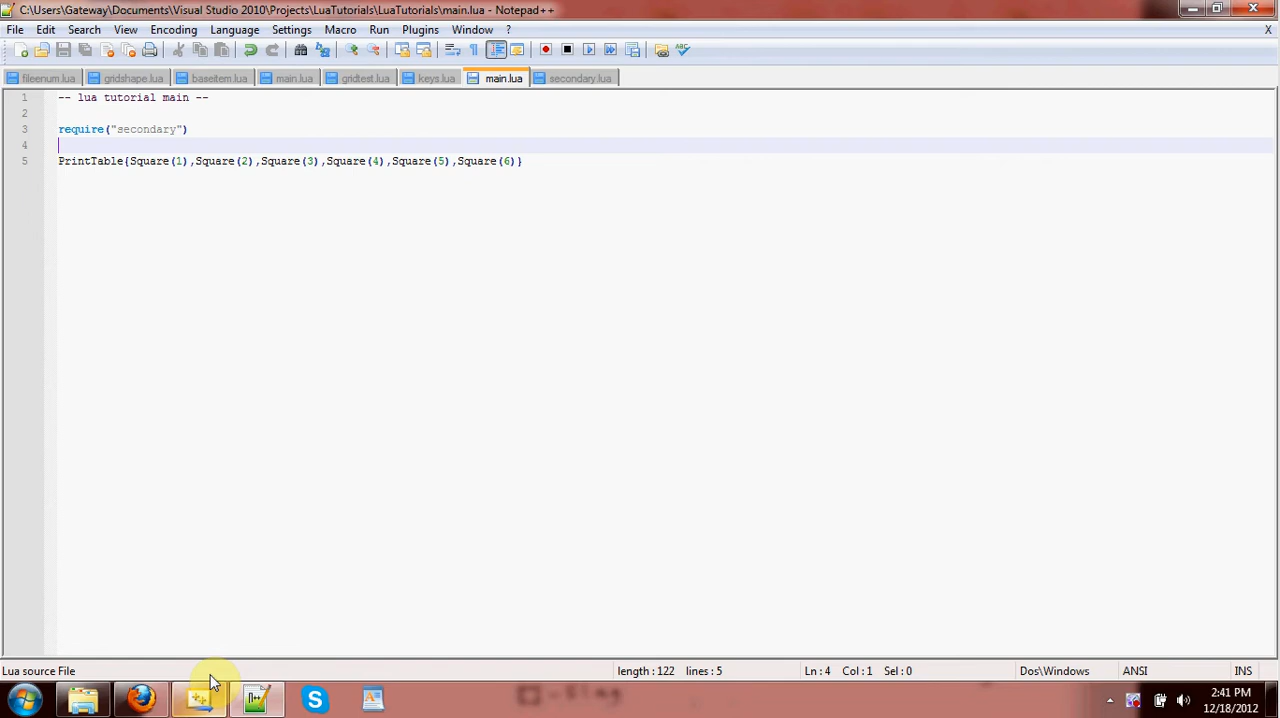 C:\Users\Gateway\Documents\Visual Studio 2010\Projects\LuaTutorials\LuaTutorials\main.lua - Notepad++
File Edit Search View Encoding Language Settings Macro Run Plugins Window ? X
fileenum.lua gridshape.lua baseitem.lua main.lua gridtest.lua keys.lua main.lua secondary.lua
1 -- lua tutorial main --
2
3 require("secondary")
4
5 PrintTable{Square(1),Square(2),Square(3),Square(4),Square(5),Square(6)}
Lua source File length : 122 lines : 5 Ln : 4 Col : 1 Sel : 0 Dos\Windows ANSI INS
2:41 PM
12/18/2012